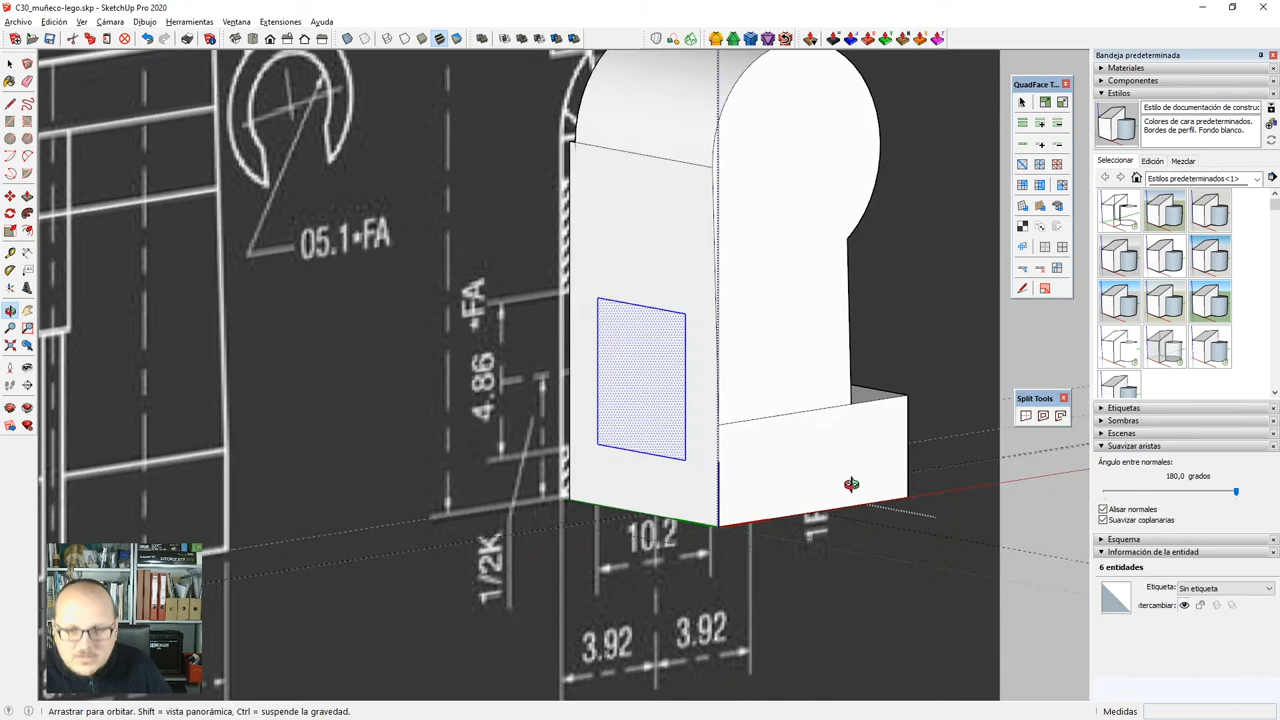 C30_muñeco-lego.skp - SketchUp Pro 2020
Archivo Edición Ver Cámara Dibujo Herramientas Ventana Extensiones Ayuda
Bandeja predeterminada
Materiales
Componentes
Estilos
Estilo de documentación de construc
Colores de cara predeterminados.
Bordes de perfil. Fondo blanco.
Seleccionar Edición Mezclar
Estilos predeterminados<1>
QuadFace T...
Split Tools
05.1*FA
4.86 *FA
1/2K
10.2
3.92
3.92
Etiquetas
Sombras
Escenas
Suavizar aristas
Ángulo entre normales:
180,0 grados
Alisar normales
Suavizar coplanarias
Esquema
Información de la entidad
6 entidades
Etiqueta: Sin etiqueta
ntercambiar:
Arrastrar para orbitar. Shift = vista panorámica, Ctrl = suspende la gravedad.
Medidas